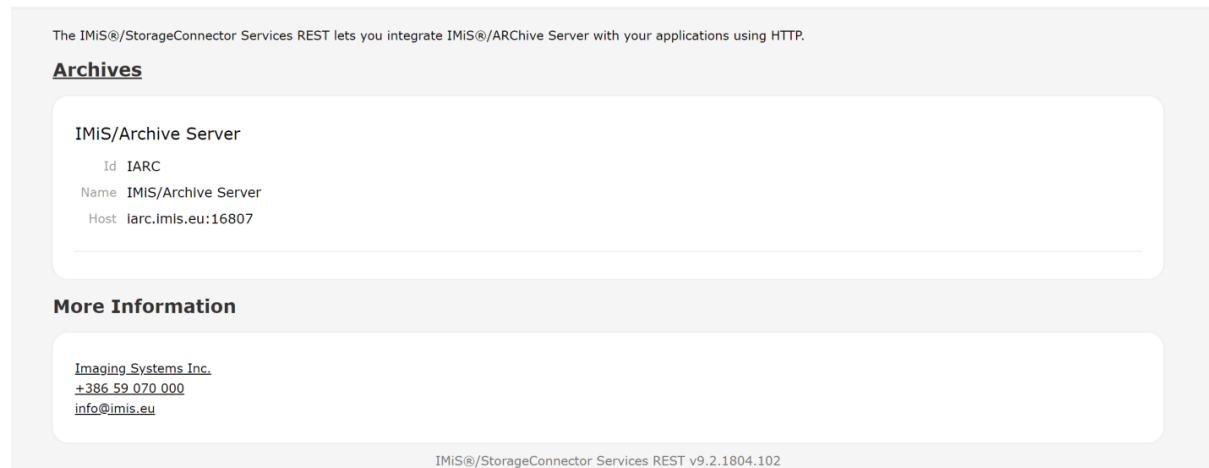 The IMiS®/StorageConnector Services REST lets you integrate IMiS®/ARChive Server with your applications using HTTP.
Archives
IMiS/Archive Server
Id IARC
Name IMiS/Archive Server
Host iarc.imis.eu:16807
More Information
Imaging Systems Inc.
+386 59 070 000
info@imis.eu
IMiS®/StorageConnector Services REST v9.2.1804.102